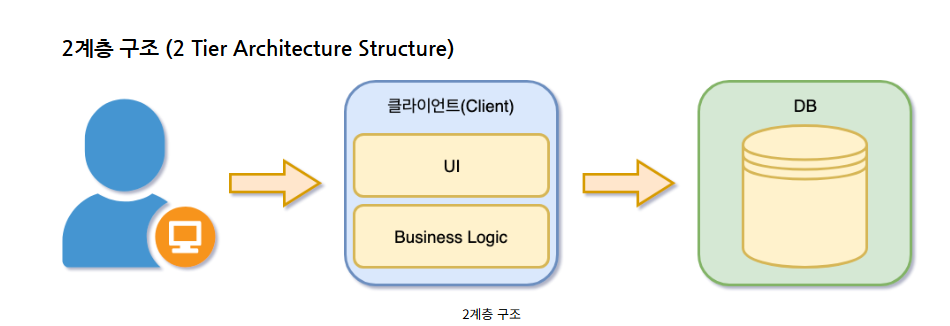 2계층 구조 (2 Tier Architecture Structure)
클라이언트(Client)
UI
Business Logic
DB
2계층 구조